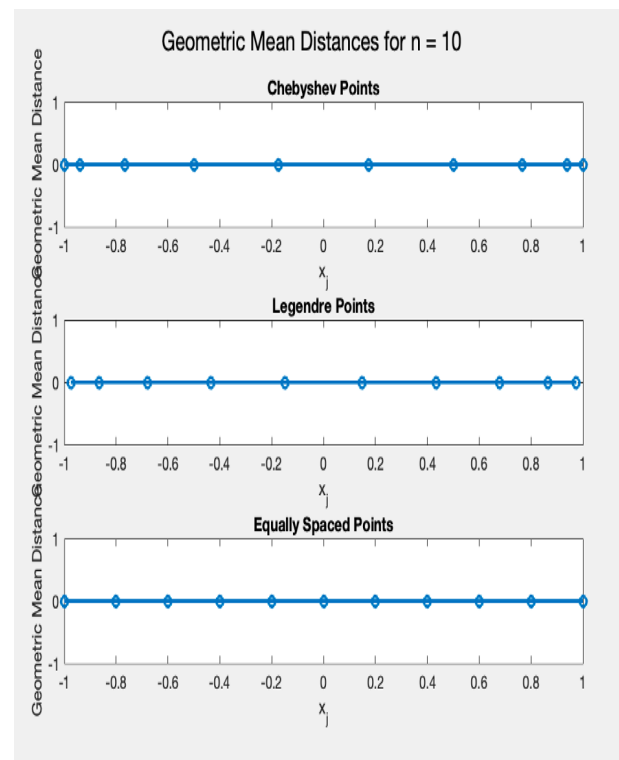 Geometric Mean Distances for n = 10
Chebyshev Points
Geometric Mean Distance
1
0
-1
-1 -0.8 -0.6 -0.4 -0.2 0 0.2 0.4 0.6 0.8 1
xj
Legendre Points
Geometric Mean Distance
1
0
-1
-1 -0.8 -0.6 -0.4 -0.2 0 0.2 0.4 0.6 0.8 1
xj
Equally Spaced Points
Geometric Mean Distance
1
0
-1
-1 -0.8 -0.6 -0.4 -0.2 0 0.2 0.4 0.6 0.8 1
xj